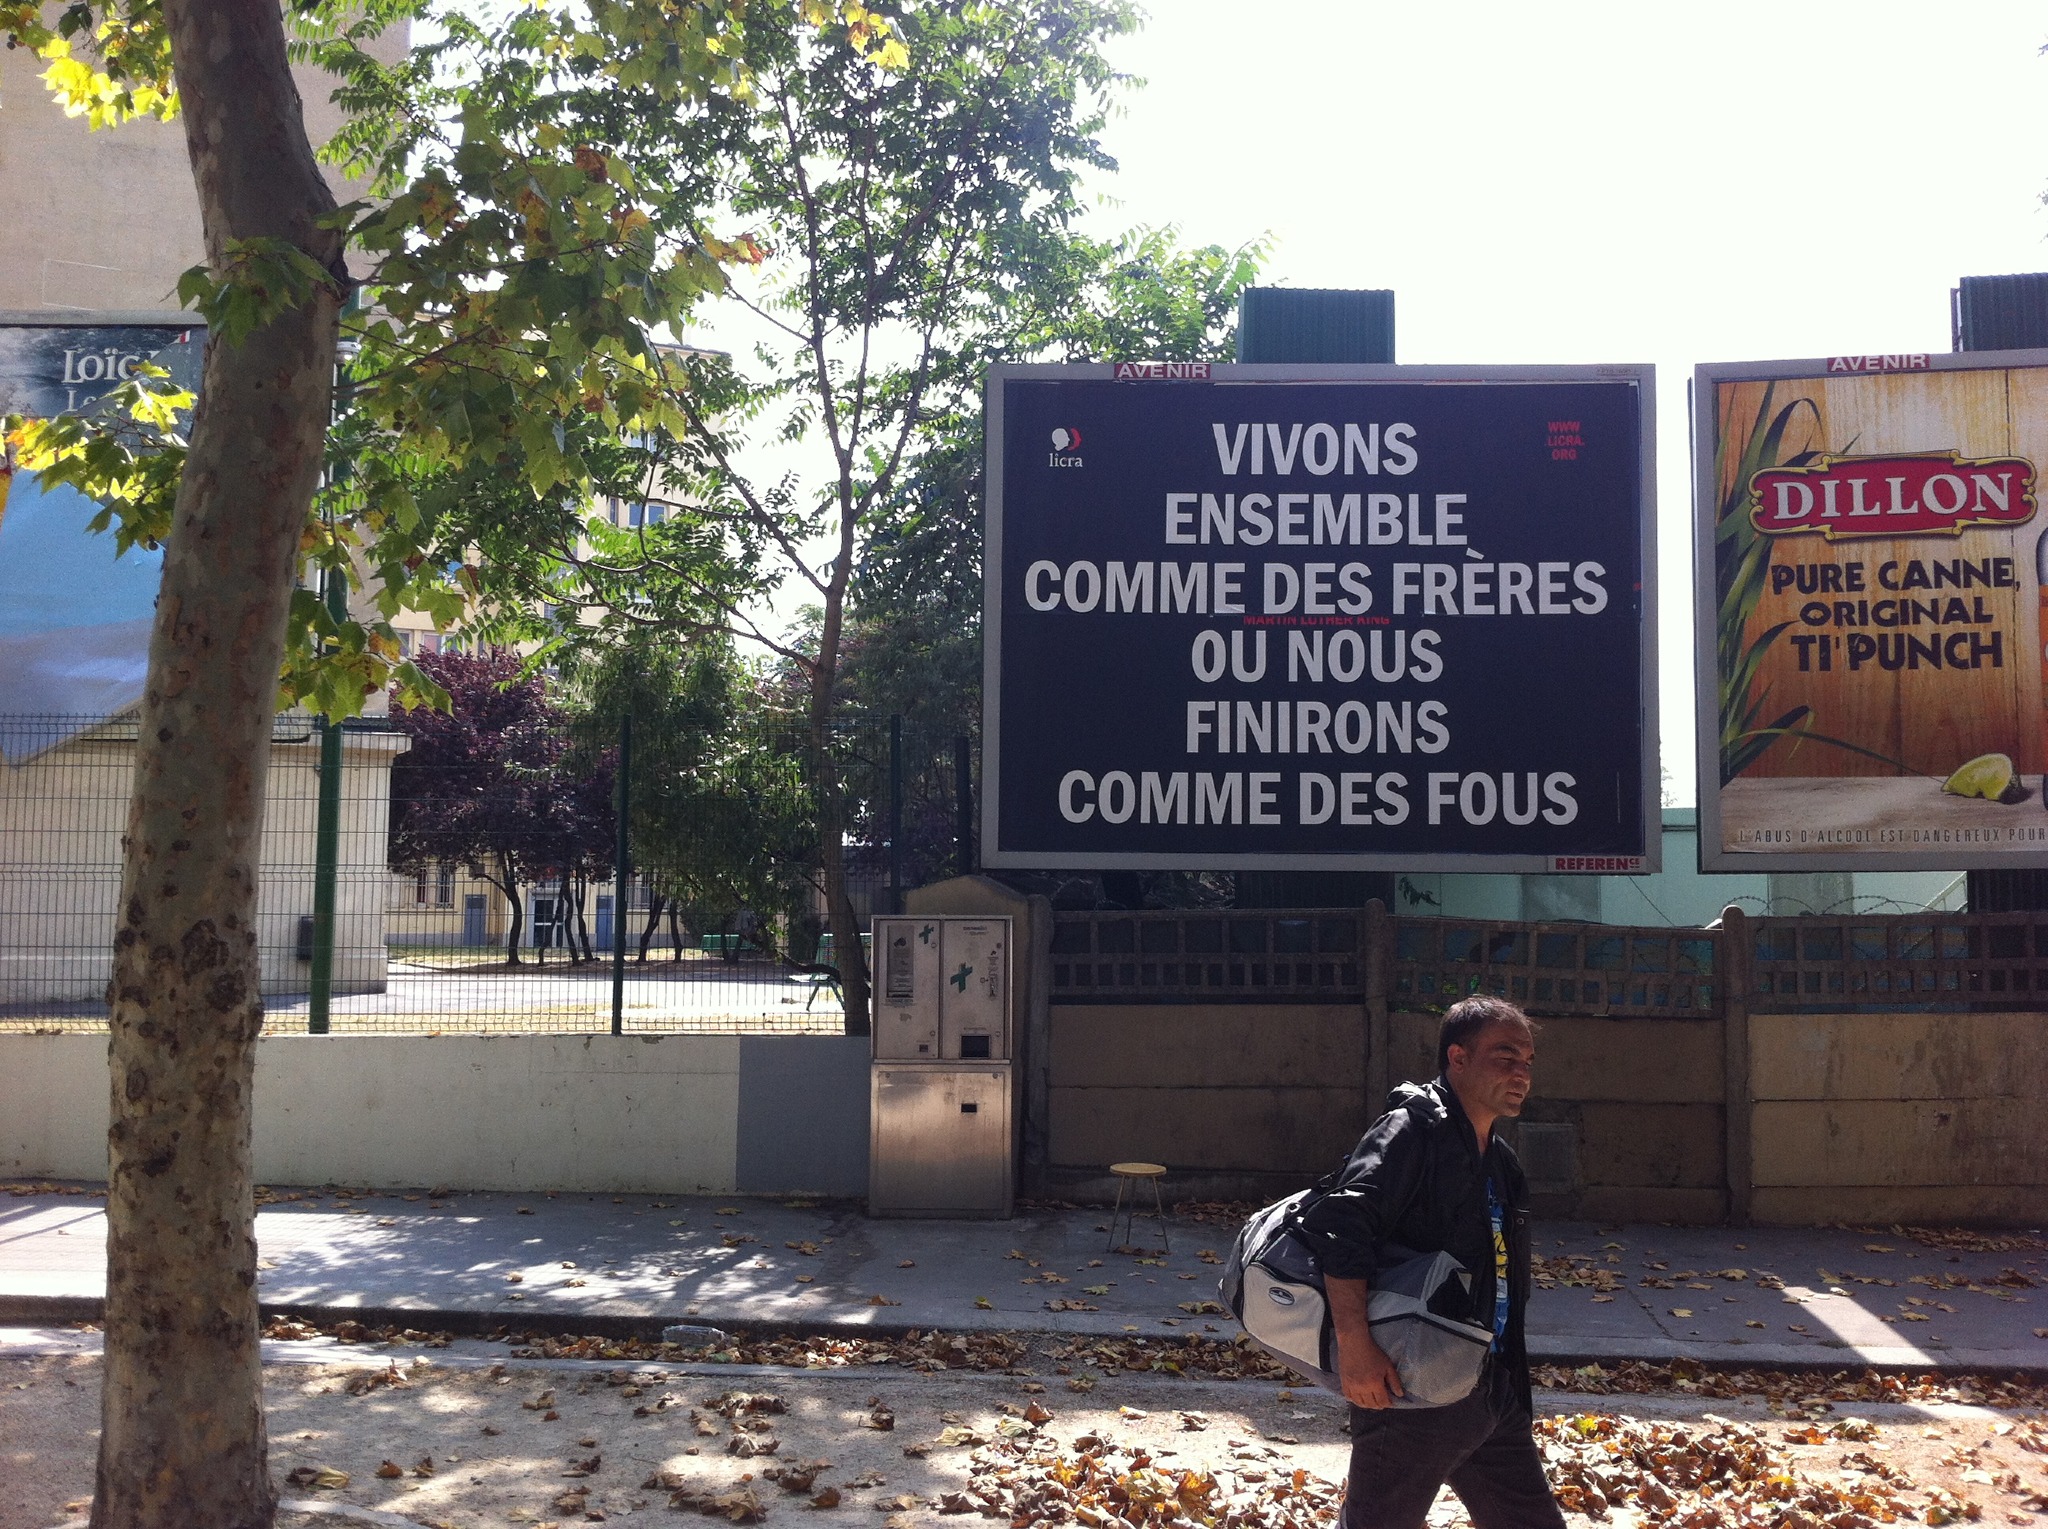 LOÏC
AVENIR
licra
WWW.
LICRA.
ORG
VIVONS
ENSEMBLE
COMME DES FRÈRES
MARTIN LUTHER KING
OU NOUS
FINIRONS
COMME DES FOUS
REFERENCE
AVENIR
DILLON
PURE CANNE,
ORIGINAL
TI'PUNCH
L'ABUS D'ALCOOL EST DANGEREUX POUR